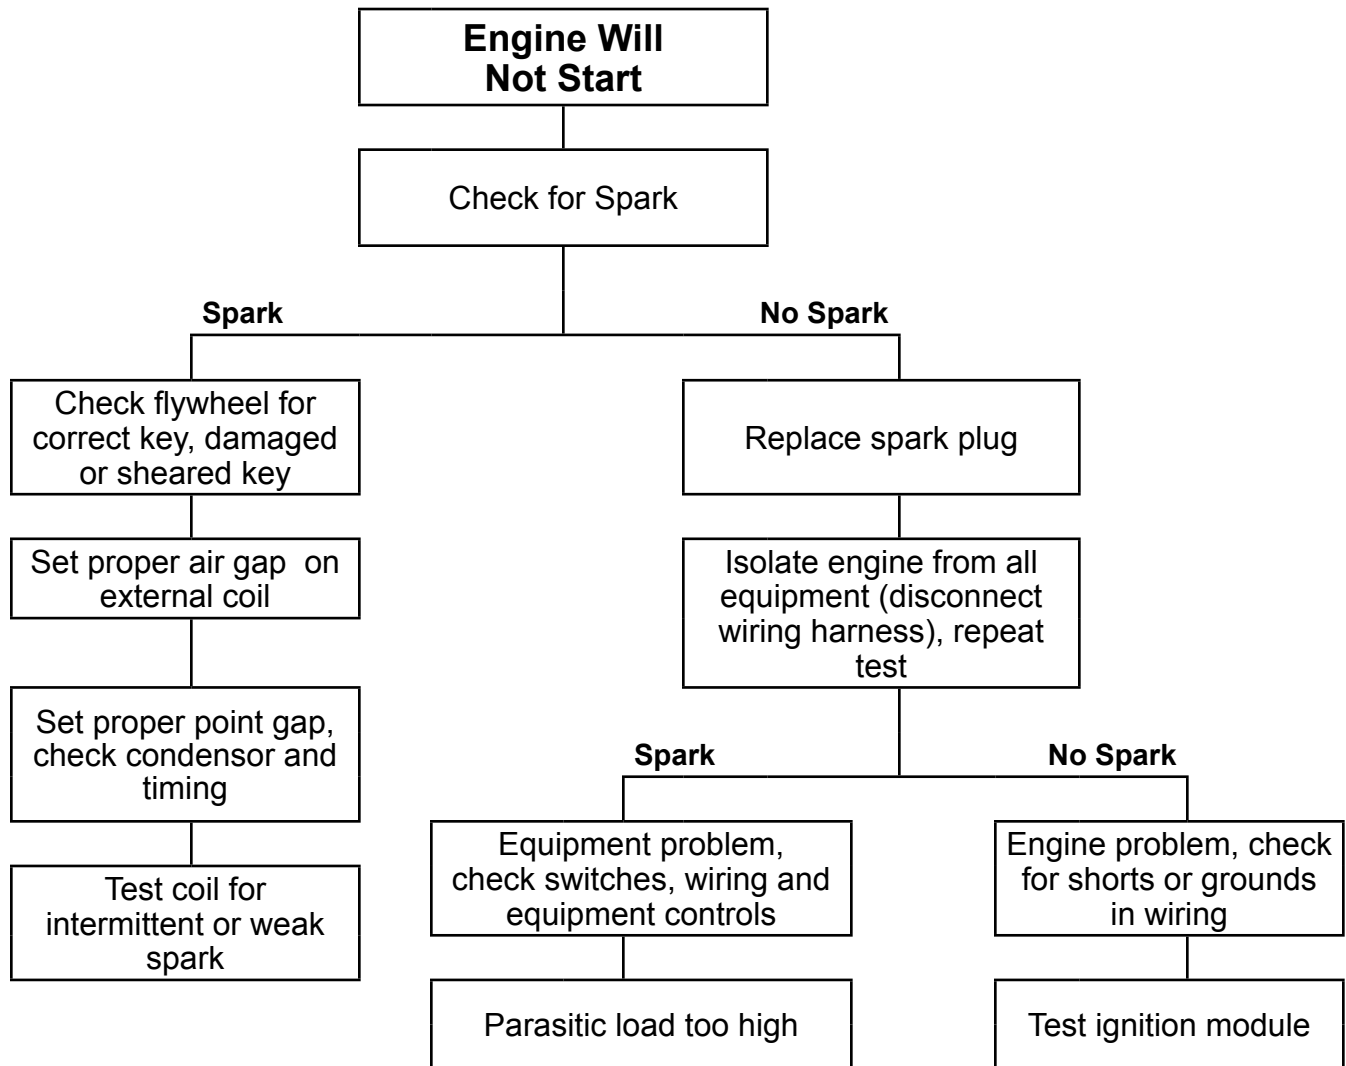 Engine Will
Not Start
Check for Spark
Spark
No Spark
Check flywheel for
correct key, damaged
or sheared key
Replace spark plug
Set proper air gap on
external coil
Isolate engine from all
equipment (disconnect
wiring harness), repeat
test
Set proper point gap,
check condensor and
timing
Spark
No Spark
Equipment problem,
check switches, wiring and
equipment controls
Engine problem, check
for shorts or grounds
in wiring
Test coil for
intermittent or weak
spark
Parasitic load too high
Test ignition module